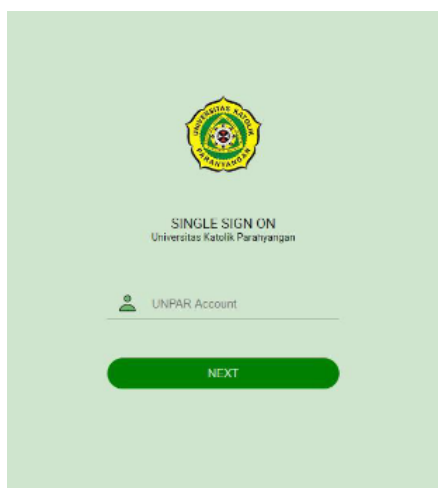 UNIVERSITAS KATOLIK
PARAHYANGAN
SINGLE SIGN ON
Universitas Katolik Parahyangan
UNPAR Account
NEXT